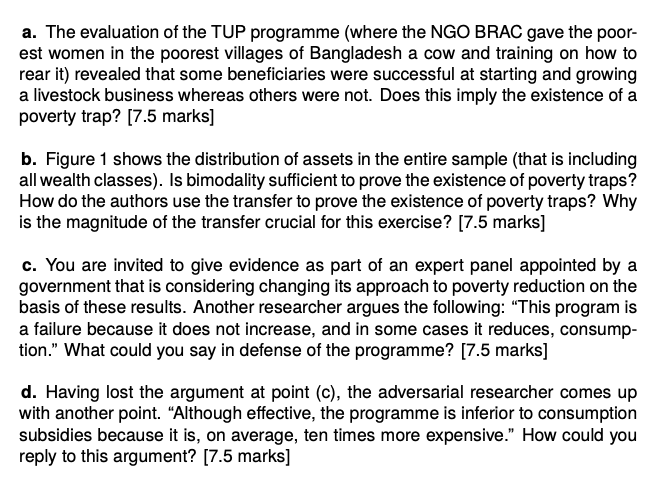 a. The evaluation of the TUP programme (where the NGO BRAC gave the poor-
est women in the poorest villages of Bangladesh a cow and training on how to
rear it) revealed that some beneficiaries were successful at starting and growing
a livestock business whereas others were not. Does this imply the existence of a
poverty trap? [7.5 marks]
b. Figure 1 shows the distribution of assets in the entire sample (that is including
all wealth classes). Is bimodality sufficient to prove the existence of poverty traps?
How do the authors use the transfer to prove the existence of poverty traps? Why
is the magnitude of the transfer crucial for this exercise? [7.5 marks]
c. You are invited to give evidence as part of an expert panel appointed by a
government that is considering changing its approach to poverty reduction on the
basis of these results. Another researcher argues the following: “This program is
a failure because it does not increase, and in some cases it reduces, consump-
tion.” What could you say in defense of the programme? [7.5 marks]
d. Having lost the argument at point (c), the adversarial researcher comes up
with another point. “Although effective, the programme is inferior to consumption
subsidies because it is, on average, ten times more expensive.” How could you
reply to this argument? [7.5 marks]